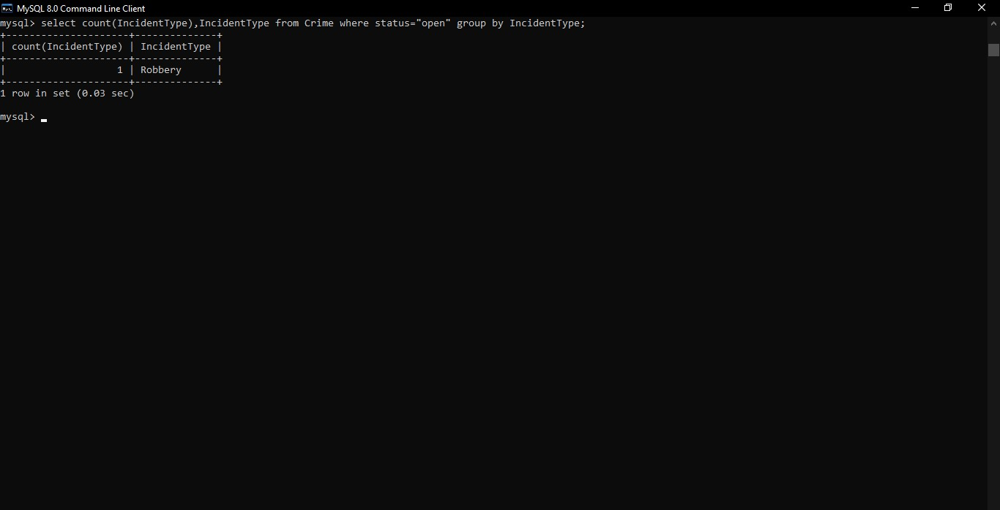 MySQL 8.0 Command Line Client
mysql> select count(IncidentType),IncidentType from Crime where status="open" group by IncidentType;
+---------------------+--------------+
| count(IncidentType) | IncidentType |
+---------------------+--------------+
|                   1 | Robbery      |
+---------------------+--------------+
1 row in set (0.03 sec)
mysql> _